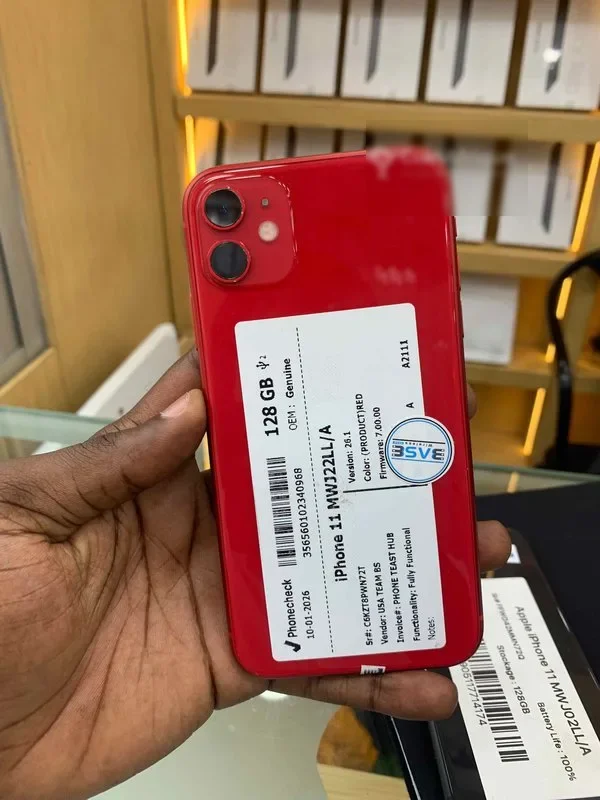 128 GB
OEM : Genuine
Phonecheck
10-01-2026
356560102340968
iPhone 11 MWJ22LL/A
Version: 26.1
Color: (PRODUCT)RED
Firmware: 7.00.00
A
A2111
Sr#: C6KZT8PWN72T
Vendor: USA TEAM BS
Invoice#: PHONE TEAST HUB
Functionality: Fully Functional
Notes:
Apple iPhone 11 MWJ02LL/A
Storage : 128GB
Battery Life : 100%